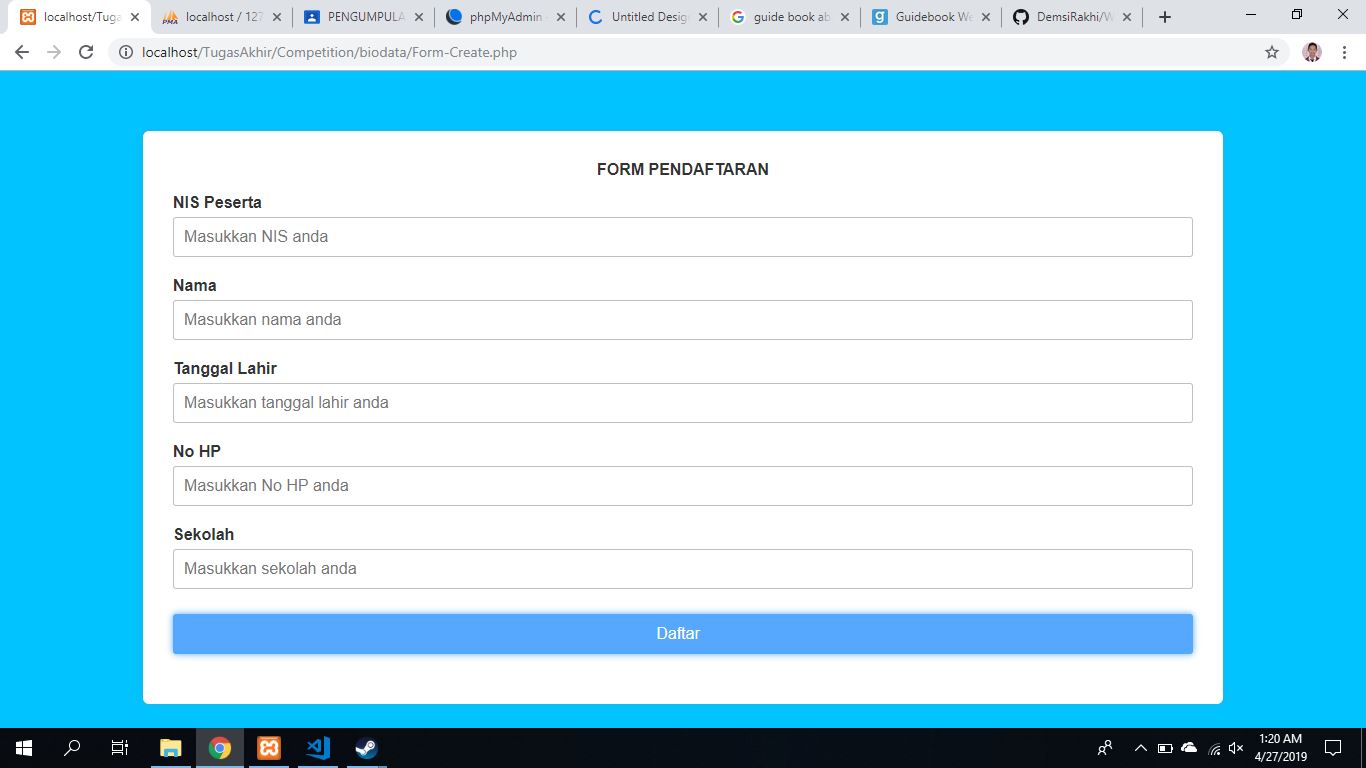 localhost/Tuga
localhost / 127
PENGUMPULA
phpMyAdmin
Untitled Design
guide book ab
Guidebook We
DemsiRakhi/W
localhost/TugasAkhir/Competition/biodata/Form-Create.php
FORM PENDAFTARAN
NIS Peserta
Masukkan NIS anda
Nama
Masukkan nama anda
Tanggal Lahir
Masukkan tanggal lahir anda
No HP
Masukkan No HP anda
Sekolah
Masukkan sekolah anda
Daftar
1:20 AM
4/27/2019